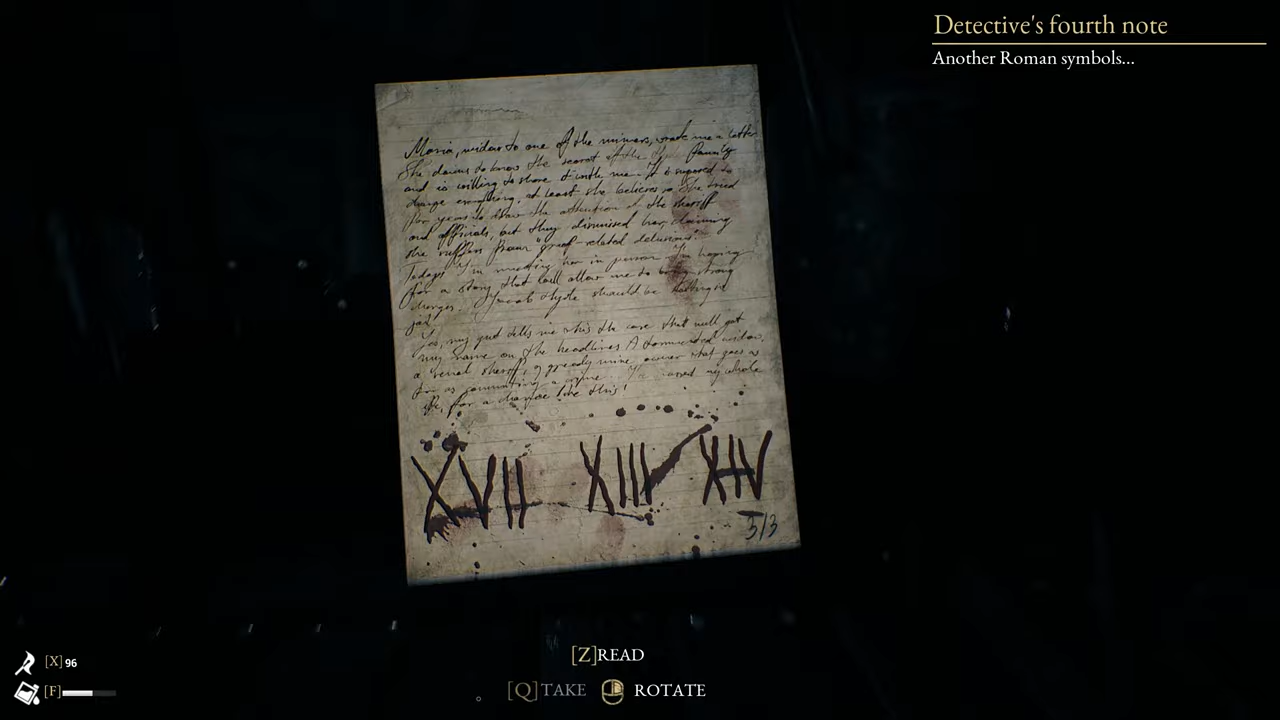 Detective's fourth note
Another Roman symbols...
Maria, widow to one of the miners, wrote me a letter
She claims to know the secret of the Hyde family
and is willing to share it with me. It is supposed to
change everything, at least she believes so. She tried
for years to draw the attention of the sheriff
and officials, but they dismissed her, claiming
she suffers from "grief-related delusions".
Today I'm meeting her in person. I'm hoping
for a story that will allow me to bring strong
charges. Jacob Hyde should be rotting in
jail.
my gut tells me this is the case that will get
my name on the headlines. A tormented widow,
a venal sheriff, a greedy mine owner that goes as
far as committing a crime. I've waited my whole
life for a chance like this!
XVII XIII XIV
3/3
[X] 96
[F]
[Z]READ
[Q]TAKE ROTATE